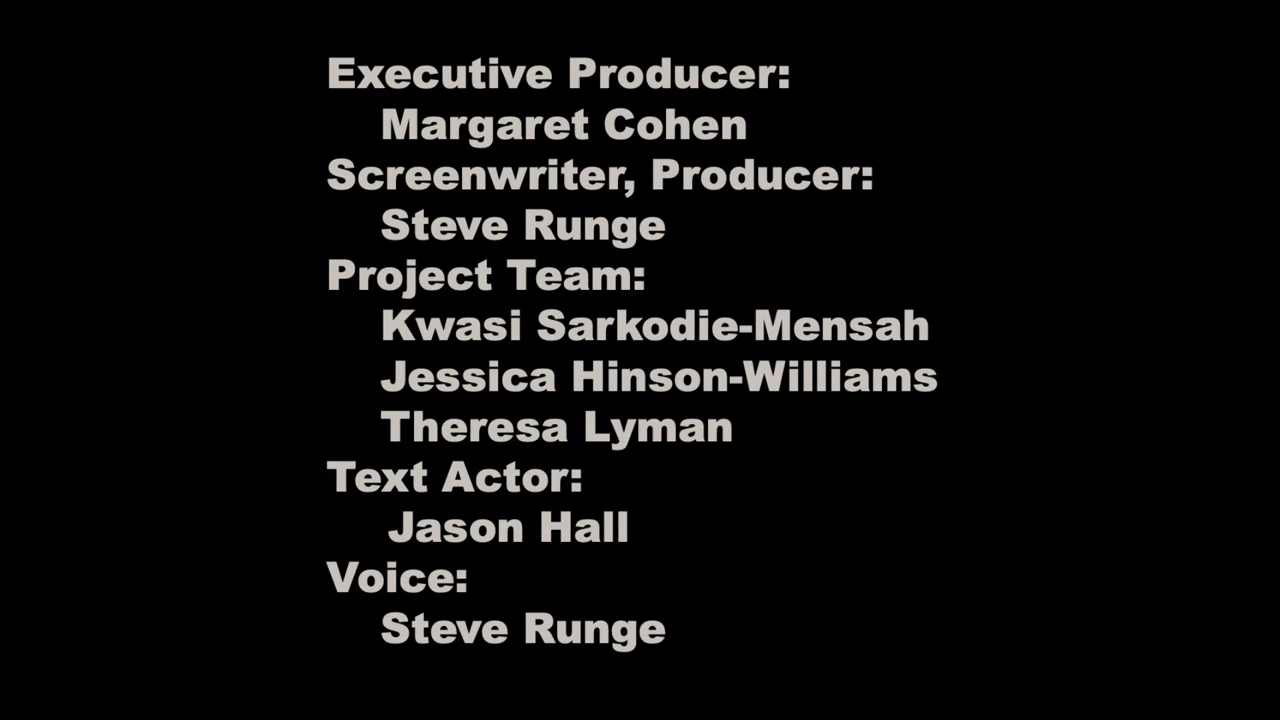 Executive Producer:
Margaret Cohen
Screenwriter, Producer:
Steve Runge
Project Team:
Kwasi Sarkodie-Mensah
Jessica Hinson-Williams
Theresa Lyman
Text Actor:
Jason Hall
Voice:
Steve Runge